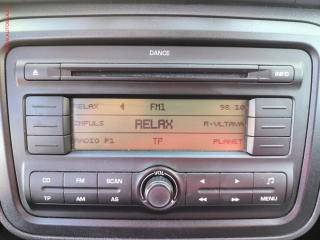 DANCE
INFO
RELAX FM1 98.10
IMPULS RELAX R-VLTAVA
RADIO F1 TP PLANET
CD FM SCAN VOL
TP AM AS MENU